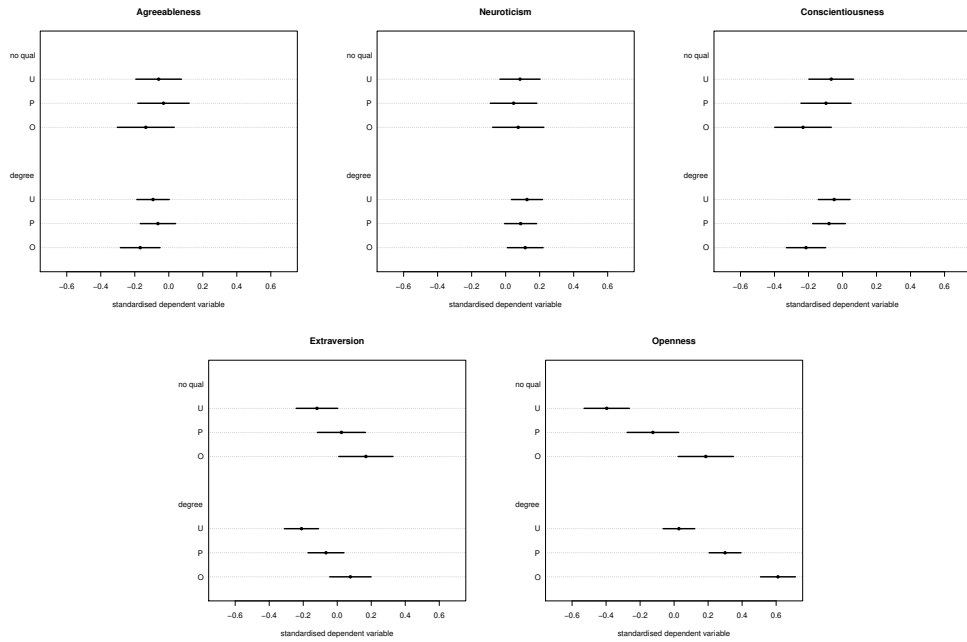 Agreeableness
no qual
U
P
O
degree
U
P
O
−0.6 −0.4 −0.2 0.0 0.2 0.4 0.6
standardised dependent variable
Neuroticism
no qual
U
P
O
degree
U
P
O
−0.6 −0.4 −0.2 0.0 0.2 0.4 0.6
standardised dependent variable
Conscientiousness
no qual
U
P
O
degree
U
P
O
−0.6 −0.4 −0.2 0.0 0.2 0.4 0.6
standardised dependent variable
Extraversion
no qual
U
P
O
degree
U
P
O
−0.6 −0.4 −0.2 0.0 0.2 0.4 0.6
standardised dependent variable
Openness
no qual
U
P
O
degree
U
P
O
−0.6 −0.4 −0.2 0.0 0.2 0.4 0.6
standardised dependent variable